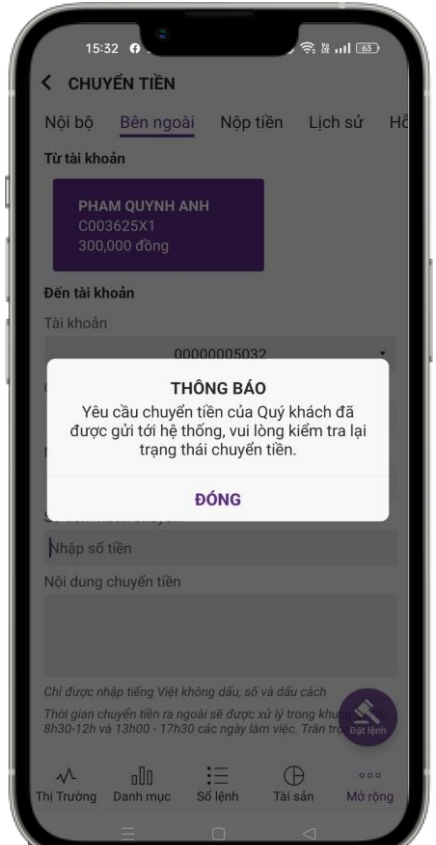 15:32
CHUYỂN TIỀN
Nội bộ Bên ngoài Nộp tiền Lịch sử
Từ tài khoản
PHAM QUYNH ANH
C003625X1
300,000 đồng
Đến tài khoản
Tài khoản
00000005032
THÔNG BÁO
Yêu cầu chuyển tiền của Quý khách đã
được gửi tới hệ thống, vui lòng kiểm tra lại
trạng thái chuyển tiền.
ĐÓNG
Nhập số tiền
Nội dung chuyển tiền
Chỉ được nhập tiếng Việt không dấu, số và dấu cách
Thời gian chuyển tiền ra ngoài sẽ được xử lý trong
8h30-12h và 13h00 - 17h30 các ngày làm việc. Trân
Đặt lệnh
Thị Trường Danh mục Sổ lệnh Tài sản Mở rộng